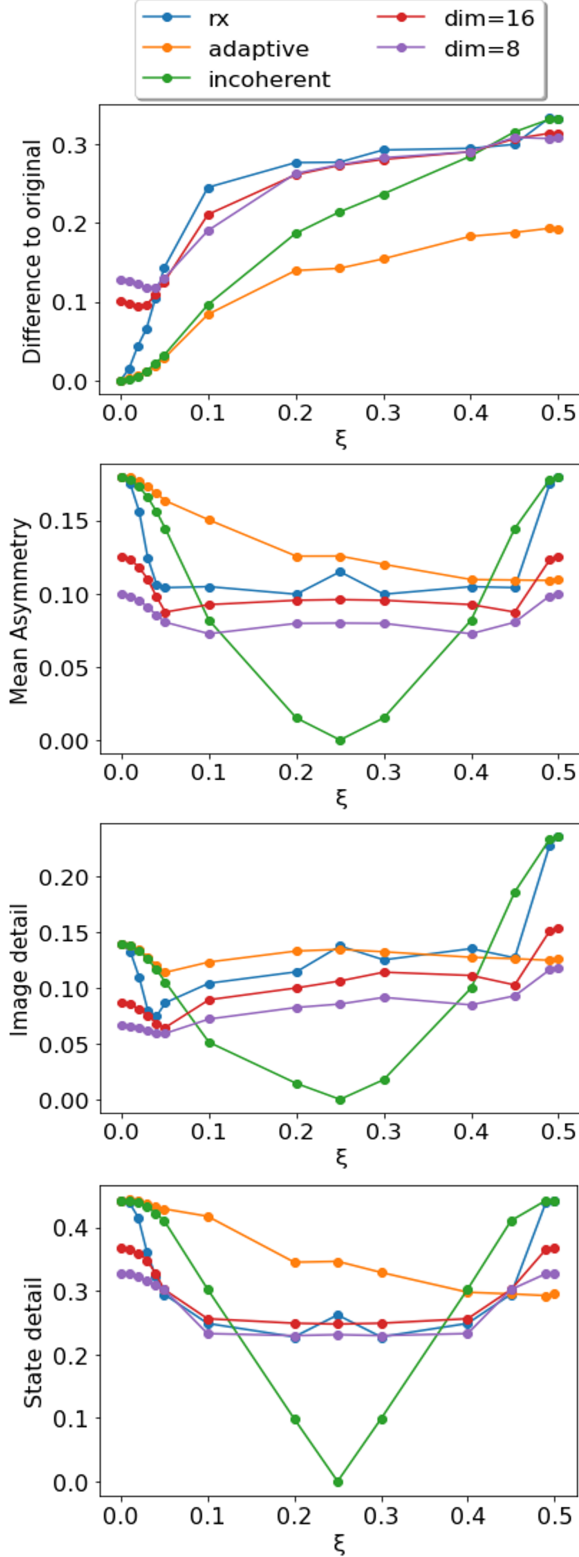 rx
adaptive
incoherent
dim=16
dim=8
Difference to original
0.3
0.2
0.1
0.0
0.0 0.1 0.2 0.3 0.4 0.5
ξ
Mean Asymmetry
0.15
0.10
0.05
0.00
0.0 0.1 0.2 0.3 0.4 0.5
ξ
Image detail
0.20
0.15
0.10
0.05
0.00
0.0 0.1 0.2 0.3 0.4 0.5
ξ
State detail
0.4
0.3
0.2
0.1
0.0
0.0 0.1 0.2 0.3 0.4 0.5
ξ